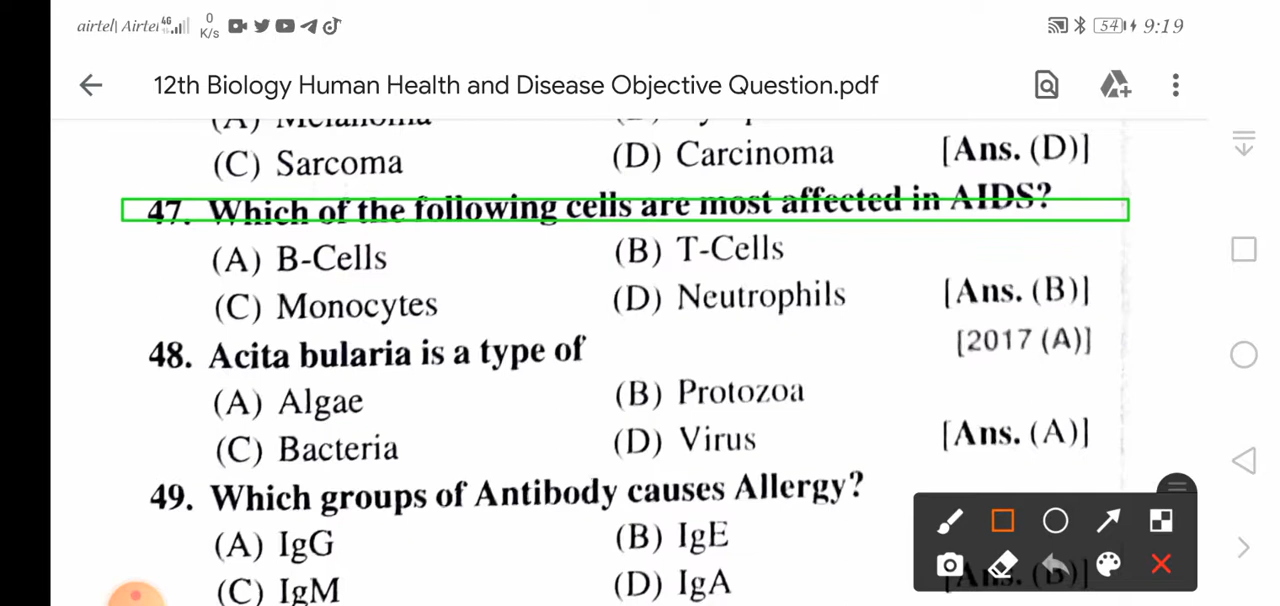 airtel| Airtel 4G 0 K/s 54 9:19
12th Biology Human Health and Disease Objective Question.pdf
(A) Melanoma
(C) Sarcoma (D) Carcinoma [Ans. (D)]
47. Which of the following cells are most affected in AIDS?
(A) B-Cells (B) T-Cells
(C) Monocytes (D) Neutrophils [Ans. (B)]
48. Acita bularia is a type of [2017 (A)]
(A) Algae (B) Protozoa
(C) Bacteria (D) Virus [Ans. (A)]
49. Which groups of Antibody causes Allergy?
(A) IgG (B) IgE
(C) IgM (D) IgA [Ans. (B)]